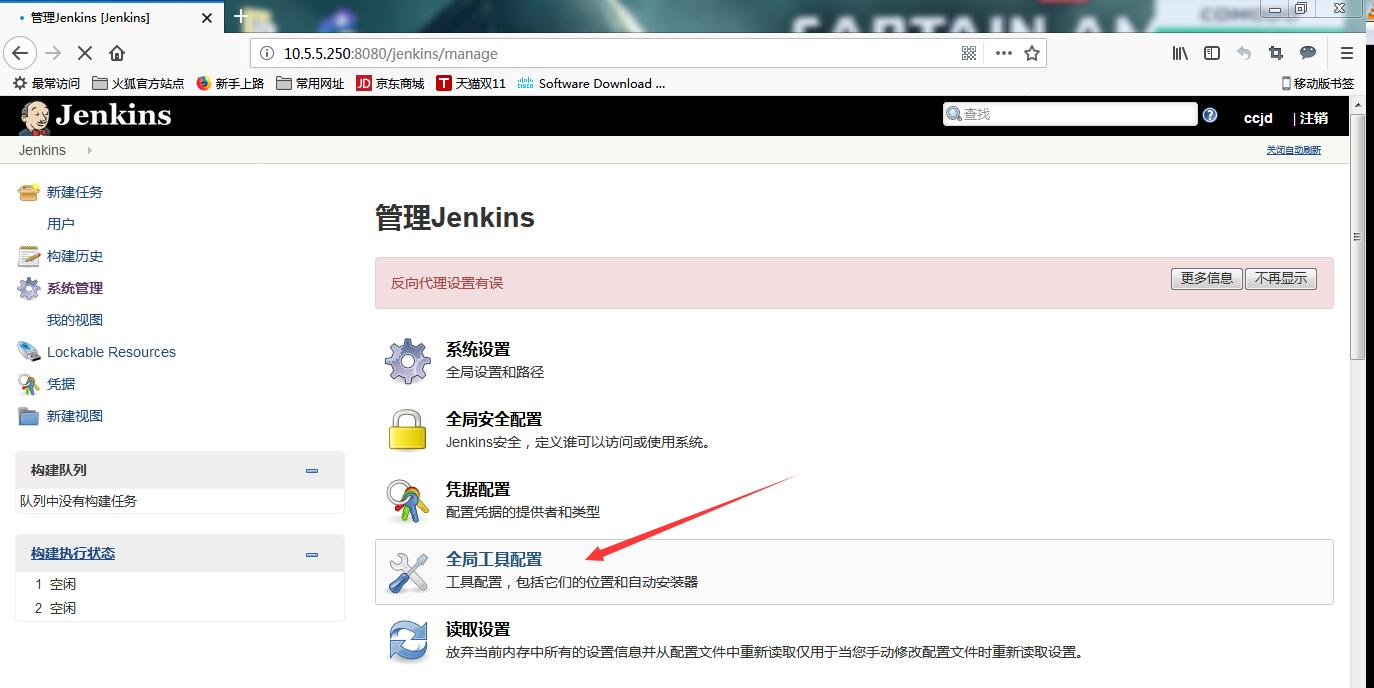 管理Jenkins [Jenkins]
10.5.5.250:8080/jenkins/manage
最常访问 火狐官方站点 新手上路 常用网址 JD 京东商城 T 天猫双11 Software Download ... 移动版书签
Jenkins
查找
ccjd | 注销
Jenkins
关闭自动刷新
新建任务
用户
构建历史
系统管理
我的视图
Lockable Resources
凭据
新建视图
构建队列
队列中没有构建任务
构建执行状态
1 空闲
2 空闲
管理Jenkins
反向代理设置有误
更多信息 不再显示
系统设置
全局设置和路径
全局安全配置
Jenkins安全，定义谁可以访问或使用系统。
凭据配置
配置凭据的提供者和类型
全局工具配置
工具配置，包括它们的位置和自动安装器
读取设置
放弃当前内存中所有的设置信息并从配置文件中重新读取仅用于当您手动修改配置文件时重新读取设置。